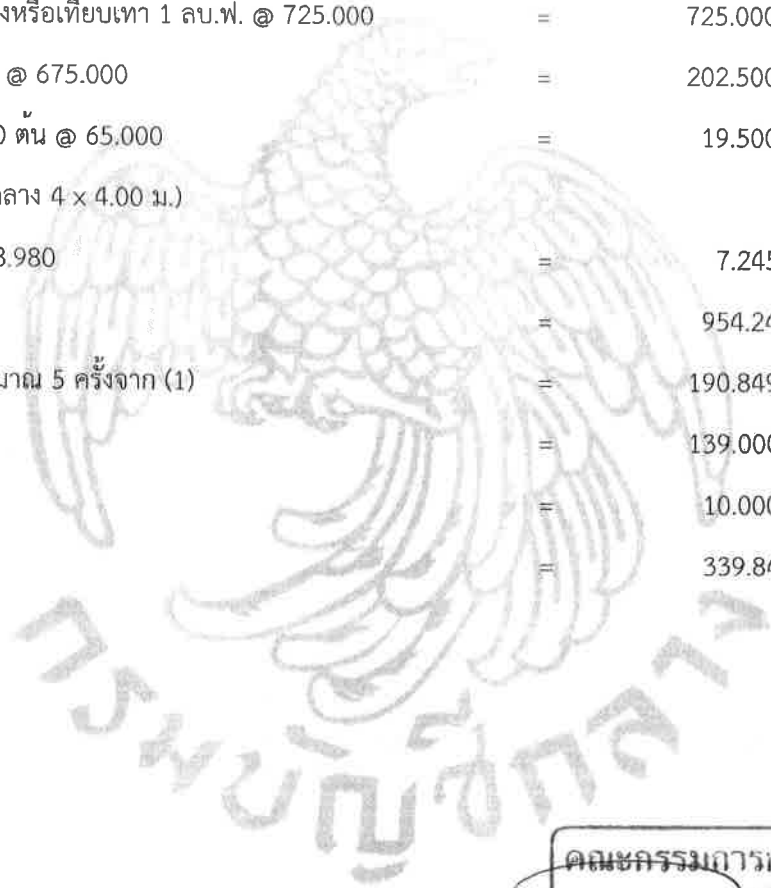 งหรือเทียบเทา 1 ลบ.ฟ. @ 725.000 = 725.000
@ 675.000 = 202.500
0 ต้น @ 65.000 = 19.500
กลาง 4 × 4.00 ม.)
3.980 = 7.245
= 954.24
มาณ 5 ครั้งจาก (1) = 190.849
= 139.000
= 10.000
= 339.84
กรมบัญชีกลาง
คณะกรรมการ